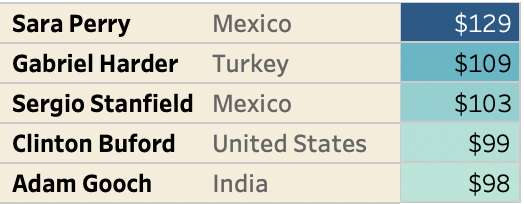 Sara Perry Mexico $129
Gabriel Harder Turkey $109
Sergio Stanfield Mexico $103
Clinton Buford United States $99
Adam Gooch India $98